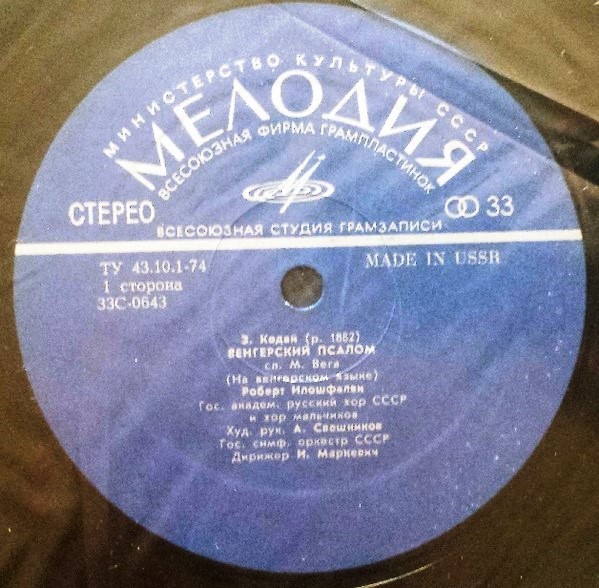 МИНИСТЕРСТВО КУЛЬТУРЫ СССР
МЕЛОДИЯ
ВСЕСОЮЗНАЯ ФИРМА ГРАМПЛАСТИНОК
СТЕРЕО
33
ВСЕСОЮЗНАЯ СТУДИЯ ГРАМЗАПИСИ
ТУ 43.10.1-74
MADE IN USSR
1 сторона
33С-0643
З. Кодай (р. 1882)
ВЕНГЕРСКИЙ ПСАЛОМ
сл. М. Вега
(На венгерском языке)
Роберт Илошфалви
Гос. академ. русский хор СССР
и хор мальчиков
Худ. рук. А. Свешников
Гос. симф. оркестр СССР
Дирижер И. Маркевич